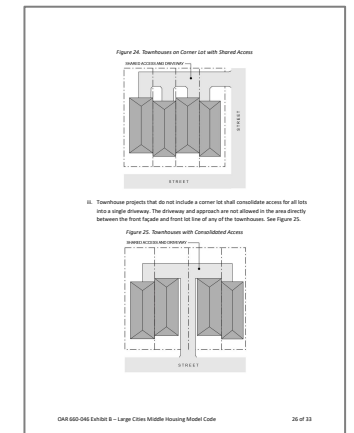 Figure 24. Townhouses on Corner Lot with Shared Access
SHARED ACCESS AND DRIVEWAY
STREET
STREET
iii. Townhouse projects that do not include a corner lot shall consolidate access for all lots
into a single driveway. The driveway and approach are not allowed in the area directly
between the front façade and front lot line of any of the townhouses. See Figure 25.
Figure 25. Townhouses with Consolidated Access
SHARED ACCESS AND DRIVEWAY
STREET
OAR 660-046 Exhibit B – Large Cities Middle Housing Model Code
26 of 33